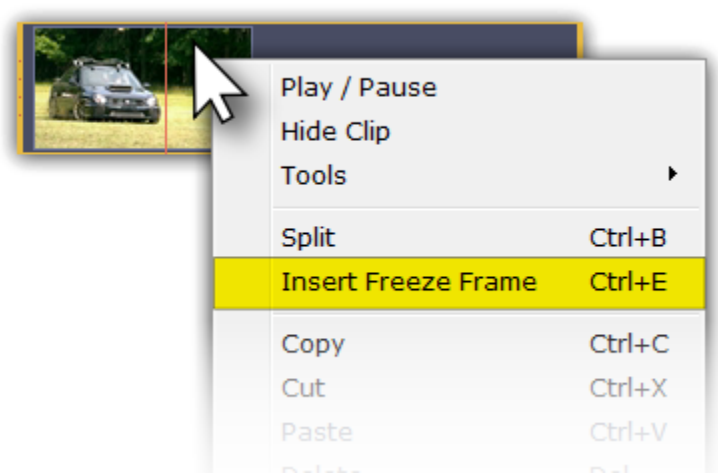 Play / Pause
Hide Clip
Tools
Split Ctrl+B
Insert Freeze Frame Ctrl+E
Copy Ctrl+C
Cut Ctrl+X
Paste Ctrl+V